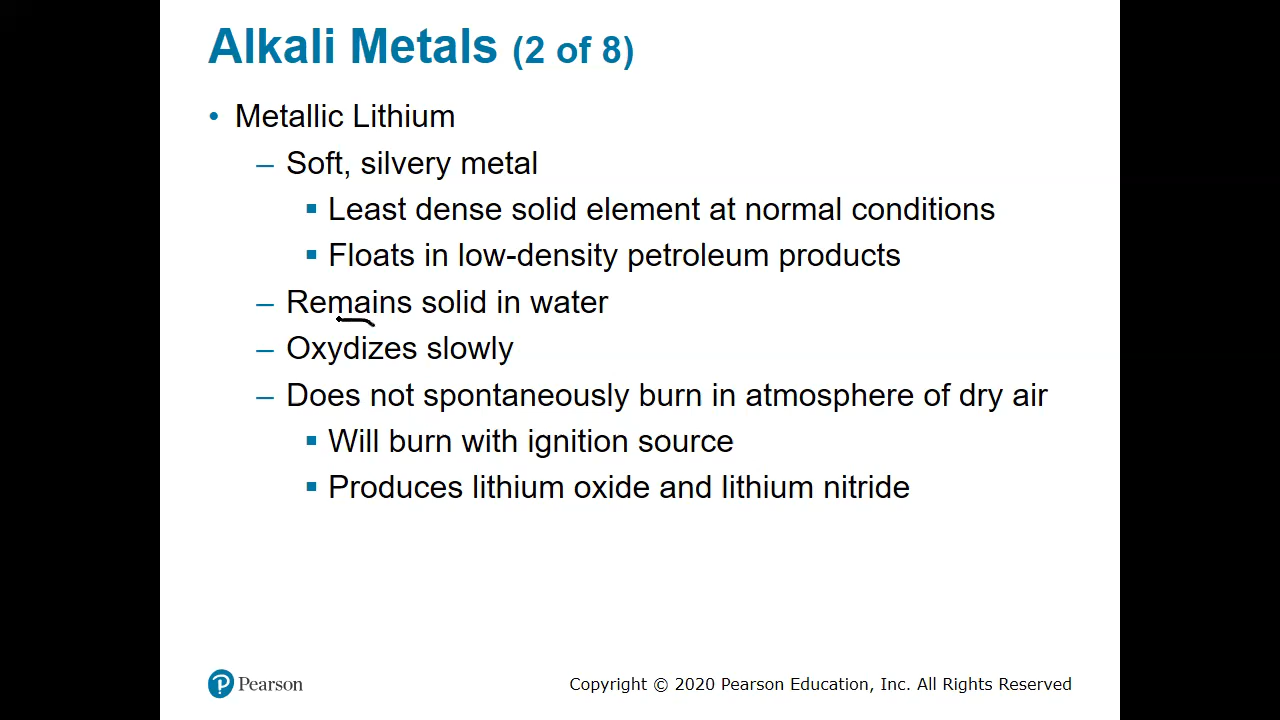 Alkali Metals (2 of 8)
• Metallic Lithium
– Soft, silvery metal
▪ Least dense solid element at normal conditions
▪ Floats in low-density petroleum products
– Remains solid in water
– Oxydizes slowly
– Does not spontaneously burn in atmosphere of dry air
▪ Will burn with ignition source
▪ Produces lithium oxide and lithium nitride
Pearson
Copyright © 2020 Pearson Education, Inc. All Rights Reserved